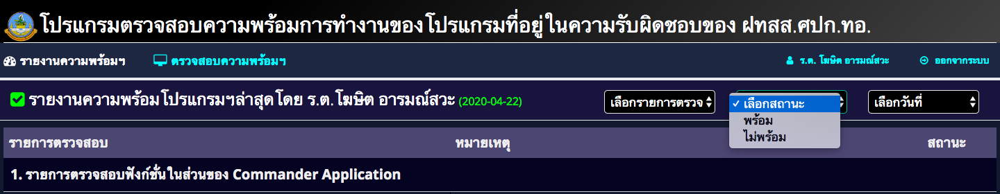 โปรแกรมตรวจสอบความพร้อมการทำงานของโปรแกรมที่อยู่ในความรับผิดชอบของ ฝทสส.ศปก.ทอ.
รายงานความพร้อมฯ ตรวจสอบความพร้อมฯ ร.ต. โฆษิต อารมณ์สวะ ออกจากระบบ
รายงานความพร้อมโปรแกรมฯล่าสุดโดย ร.ต.โฆษิต อารมณ์สวะ (2020-04-22) เลือกรายการตรวจ เลือกสถานะ เลือกวันที่
พร้อม
ไม่พร้อม
รายการตรวจสอบ หมายเหตุ สถานะ
1. รายการตรวจสอบฟังก์ชั่นในส่วนของ Commander Application